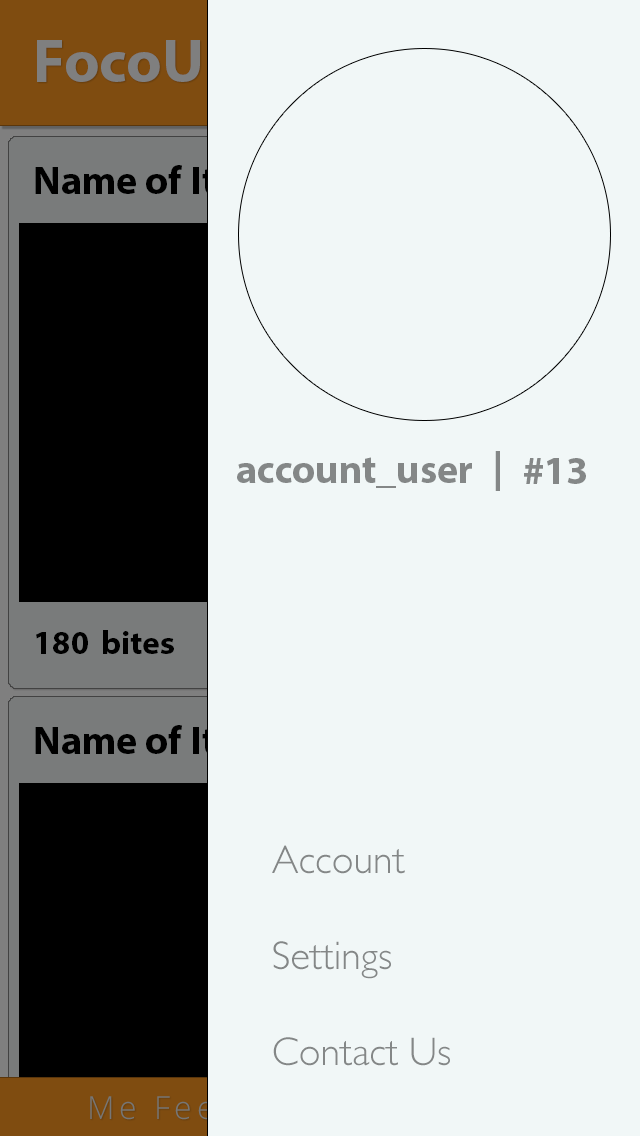 FocoU
Name of It
180 bites
Name of It
Me Fee
account_user | #13
Account
Settings
Contact Us